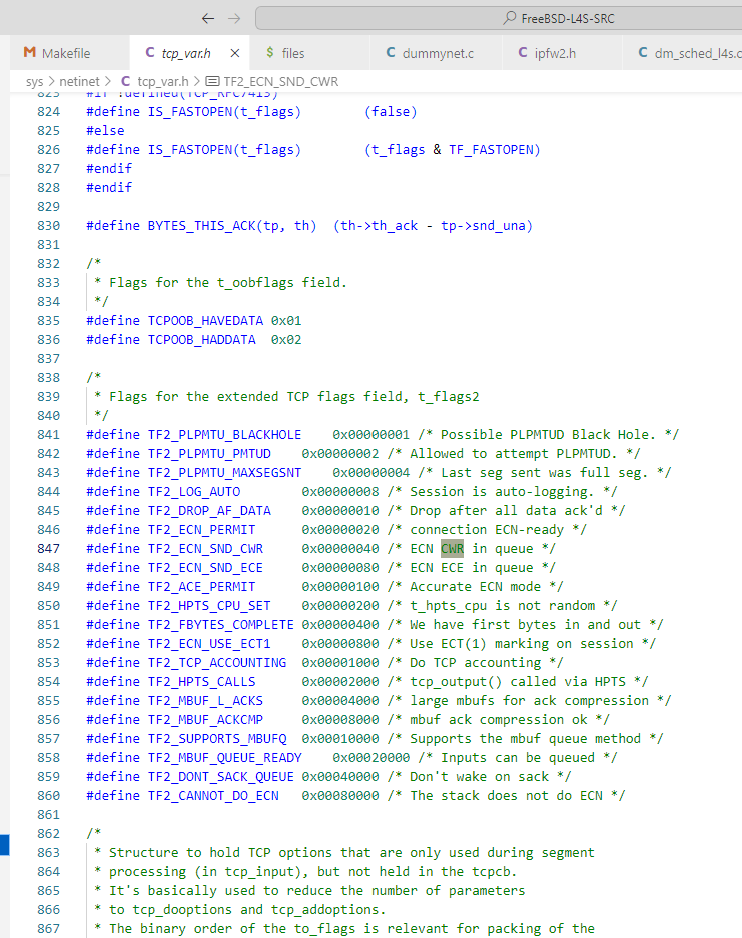 FreeBSD-L4S-SRC
Makefile
tcp_var.h
files
dummynet.c
ipfw2.h
dm_sched_l4s.c
sys > netinet > C tcp_var.h > TF2_ECN_SND_CWR
823 #if !defined(TCP_RFC7413)
824 #define IS_FASTOPEN(t_flags) (false)
825 #else
826 #define IS_FASTOPEN(t_flags) (t_flags & TF_FASTOPEN)
827 #endif
828 #endif
829
830 #define BYTES_THIS_ACK(tp, th) (th->th_ack - tp->snd_una)
831
832 /*
833 * Flags for the t_oobflags field.
834 */
835 #define TCPOOB_HAVEDATA 0x01
836 #define TCPOOB_HADDATA 0x02
837
838 /*
839 * Flags for the extended TCP flags field, t_flags2
840 */
841 #define TF2_PLPMTU_BLACKHOLE 0x00000001 /* Possible PLPMTUD Black Hole. */
842 #define TF2_PLPMTU_PMTUD 0x00000002 /* Allowed to attempt PLPMTUD. */
843 #define TF2_PLPMTU_MAXSEGSNT 0x00000004 /* Last seg sent was full seg. */
844 #define TF2_LOG_AUTO 0x00000008 /* Session is auto-logging. */
845 #define TF2_DROP_AF_DATA 0x00000010 /* Drop after all data ack'd */
846 #define TF2_ECN_PERMIT 0x00000020 /* connection ECN-ready */
847 #define TF2_ECN_SND_CWR 0x00000040 /* ECN CWR in queue */
848 #define TF2_ECN_SND_ECE 0x00000080 /* ECN ECE in queue */
849 #define TF2_ACE_PERMIT 0x00000100 /* Accurate ECN mode */
850 #define TF2_HPTS_CPU_SET 0x00000200 /* t_hpts_cpu is not random */
851 #define TF2_FBYTES_COMPLETE 0x00000400 /* We have first bytes in and out */
852 #define TF2_ECN_USE_ECT1 0x00000800 /* Use ECT(1) marking on session */
853 #define TF2_TCP_ACCOUNTING 0x00001000 /* Do TCP accounting */
854 #define TF2_HPTS_CALLS 0x00002000 /* tcp_output() called via HPTS */
855 #define TF2_MBUF_L_ACKS 0x00004000 /* large mbufs for ack compression */
856 #define TF2_MBUF_ACKCMP 0x00008000 /* mbuf ack compression ok */
857 #define TF2_SUPPORTS_MBUFQ 0x00010000 /* Supports the mbuf queue method */
858 #define TF2_MBUF_QUEUE_READY 0x00020000 /* Inputs can be queued */
859 #define TF2_DONT_SACK_QUEUE 0x00040000 /* Don't wake on sack */
860 #define TF2_CANNOT_DO_ECN 0x00080000 /* The stack does not do ECN */
861
862 /*
863 * Structure to hold TCP options that are only used during segment
864 * processing (in tcp_input), but not held in the tcpcb.
865 * It's basically used to reduce the number of parameters
866 * to tcp_dooptions and tcp_addoptions.
867 * The binary order of the to_flags is relevant for packing of the